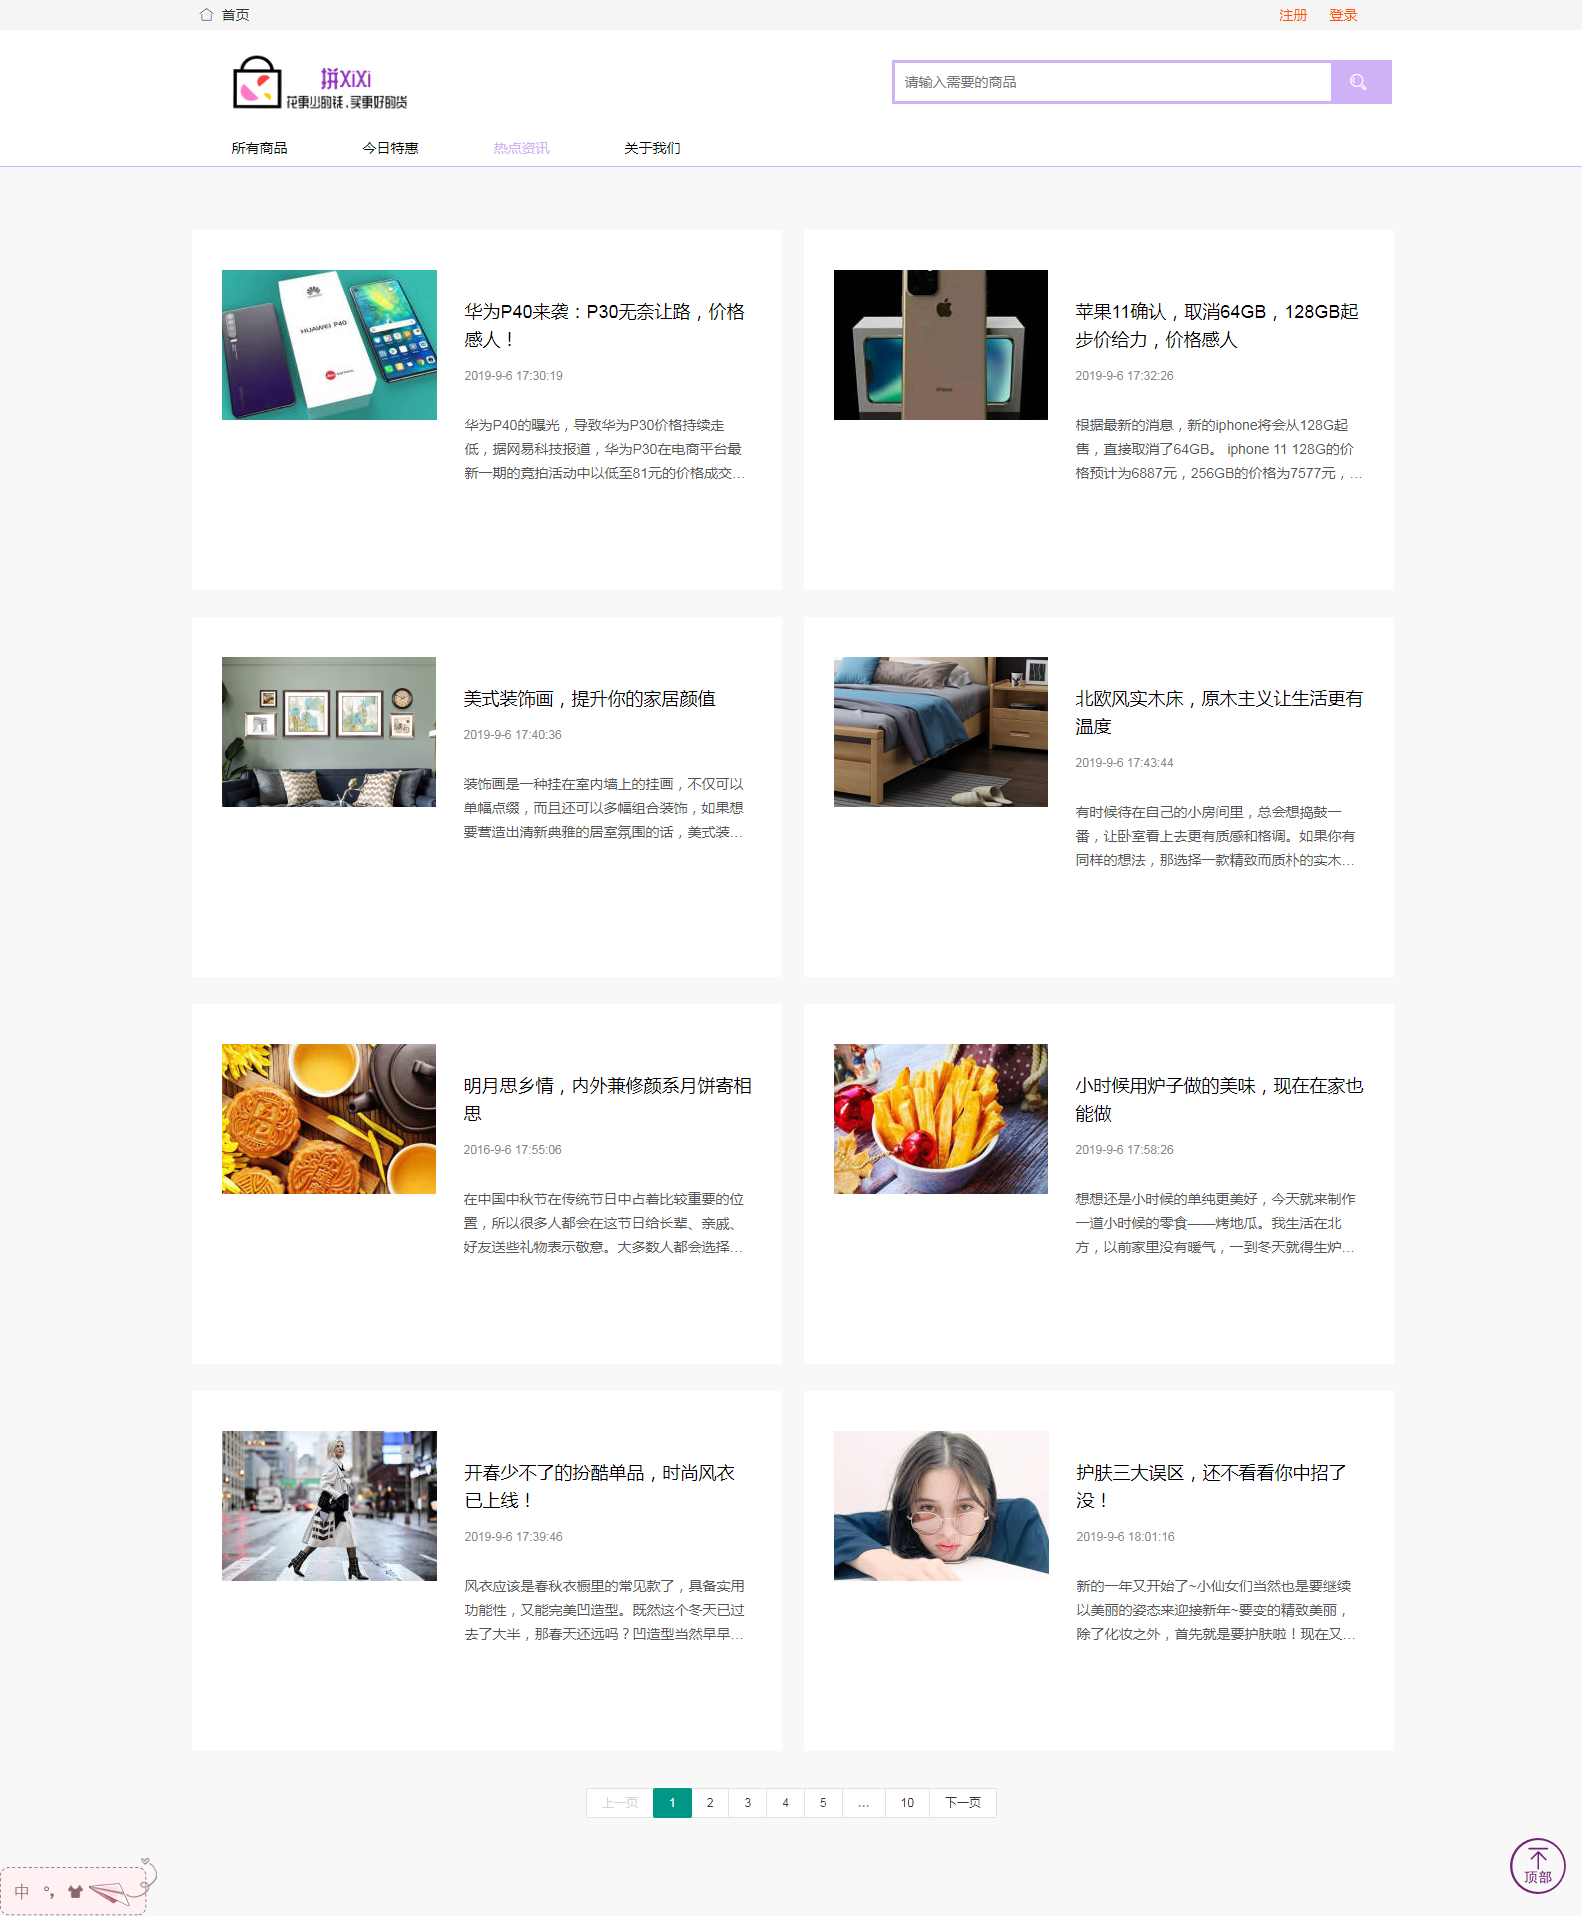 首页
注册 登录
拼XiXi
花更少的钱,买更好的货
请输入需要的商品
所有商品 今日特惠 热点资讯 关于我们
HUAWEI P40
华为P40来袭：P30无奈让路，价格
感人！
2019-9-6 17:30:19
华为P40的曝光，导致华为P30价格持续走
低，据网易科技报道，华为P30在电商平台最
新一期的竞拍活动中以低至81元的价格成交...
iPhone
苹果11确认，取消64GB，128GB起
步价给力，价格感人
2019-9-6 17:32:26
根据最新的消息，新的iphone将会从128G起
售，直接取消了64GB。 iphone 11 128G的价
格预计为6887元，256GB的价格为7577元，...
美式装饰画，提升你的家居颜值
2019-9-6 17:40:36
装饰画是一种挂在室内墙上的挂画，不仅可以
单幅点缀，而且还可以多幅组合装饰，如果想
要营造出清新典雅的居室氛围的话，美式装...
北欧风实木床，原木主义让生活更有
温度
2019-9-6 17:43:44
有时候待在自己的小房间里，总会想捣鼓一
番，让卧室看上去更有质感和格调。如果你有
同样的想法，那选择一款精致而质朴的实木...
明月思乡情，内外兼修颜系月饼寄相
思
2016-9-6 17:55:06
在中国中秋节在传统节日中占着比较重要的位
置，所以很多人都会在这节日给长辈、亲戚、
好友送些礼物表示敬意。大多数人都会选择...
小时候用炉子做的美味，现在在家也
能做
2019-9-6 17:58:26
想想还是小时候的单纯更美好，今天就来制作
一道小时候的零食——烤地瓜。我生活在北
方，以前家里没有暖气，一到冬天就得生炉...
开春少不了的扮酷单品，时尚风衣
已上线！
2019-9-6 17:39:46
风衣应该是春秋衣橱里的常见款了，具备实用
功能性，又能完美凹造型。既然这个冬天已过
去了大半，那春天还远吗？凹造型当然早早...
护肤三大误区，还不看看你中招了
没！
2019-9-6 18:01:16
新的一年又开始了~小仙女们当然也是要继续
以美丽的姿态来迎接新年~要变的精致美丽，
除了化妆之外，首先就是要护肤啦！现在又...
上一页 1 2 3 4 5 ... 10 下一页
顶部
中 °，